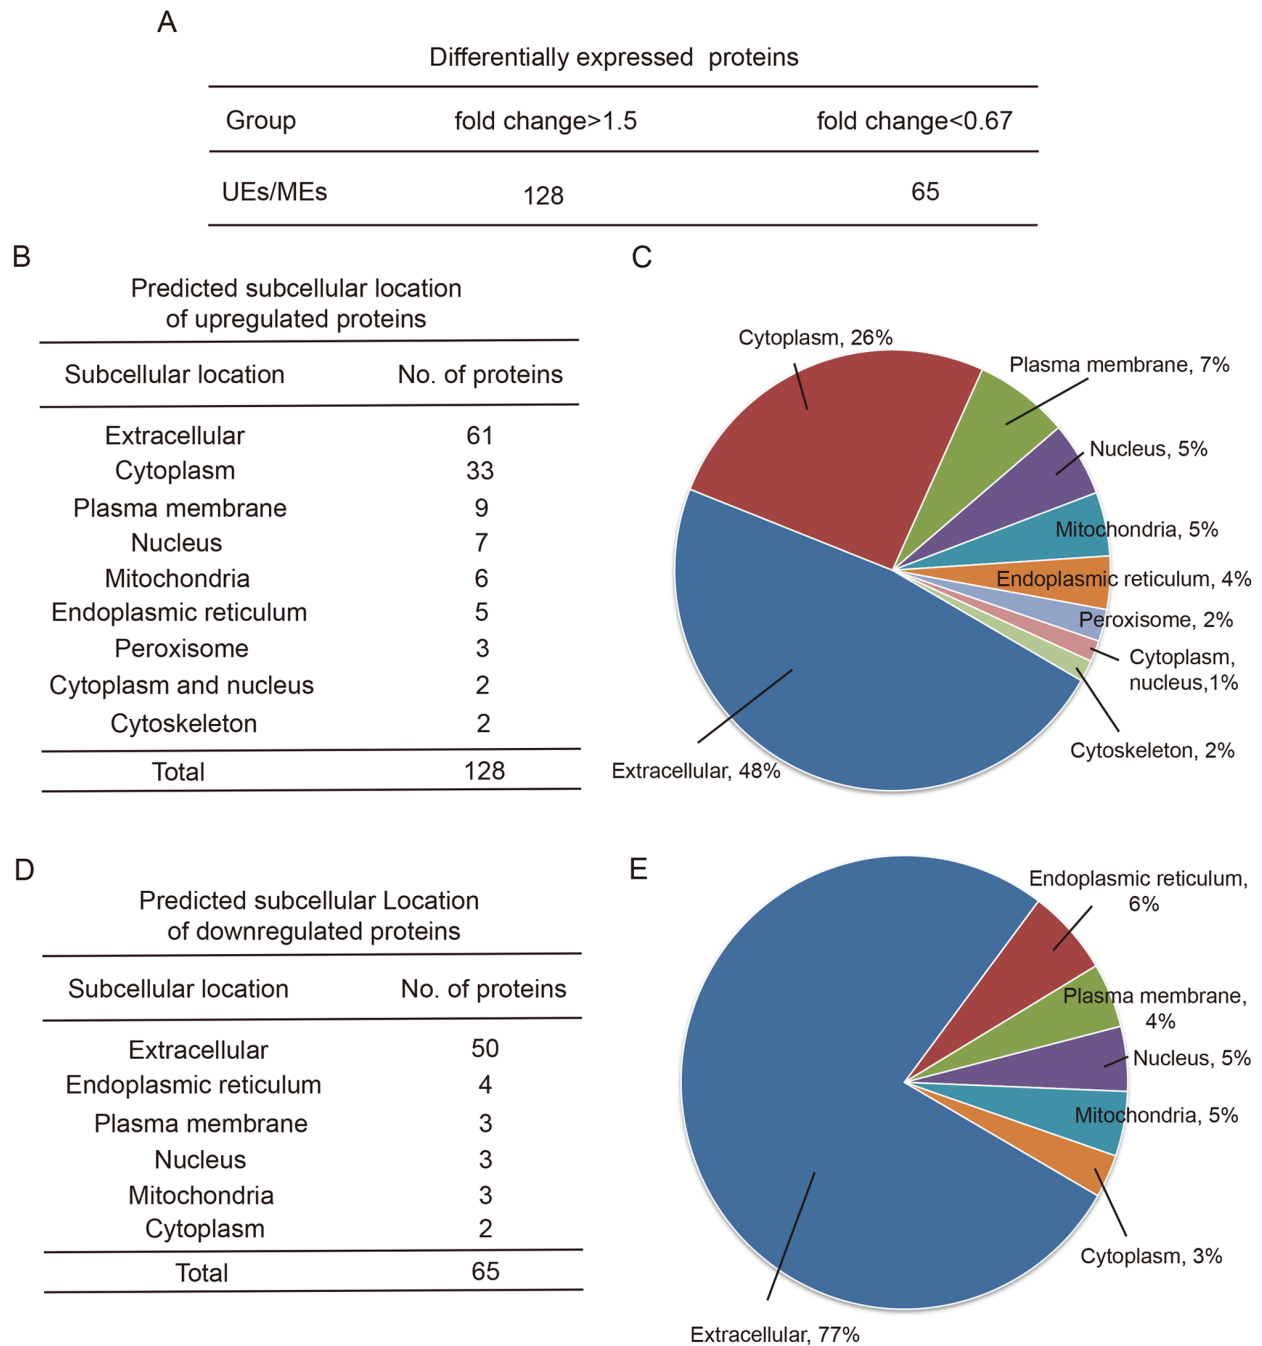 A
Differentially expressed proteins
Group fold change>1.5 fold change<0.67
UEs/MEs 128 65
B
Predicted subcellular location
of upregulated proteins
Subcellular location No. of proteins
Extracellular 61
Cytoplasm 33
Plasma membrane 9
Nucleus 7
Mitochondria 6
Endoplasmic reticulum 5
Peroxisome 3
Cytoplasm and nucleus 2
Cytoskeleton 2
Total 128
C
Cytoplasm, 26%
Plasma membrane, 7%
Nucleus, 5%
Mitochondria, 5%
Endoplasmic reticulum, 4%
Peroxisome, 2%
Cytoplasm,
nucleus,1%
Cytoskeleton, 2%
Extracellular, 48%
D
Predicted subcellular Location
of downregulated proteins
Subcellular location No. of proteins
Extracellular 50
Endoplasmic reticulum 4
Plasma membrane 3
Nucleus 3
Mitochondria 3
Cytoplasm 2
Total 65
E
Endoplasmic reticulum,
6%
Plasma membrane,
4%
Nucleus, 5%
Mitochondria, 5%
Cytoplasm, 3%
Extracellular, 77%